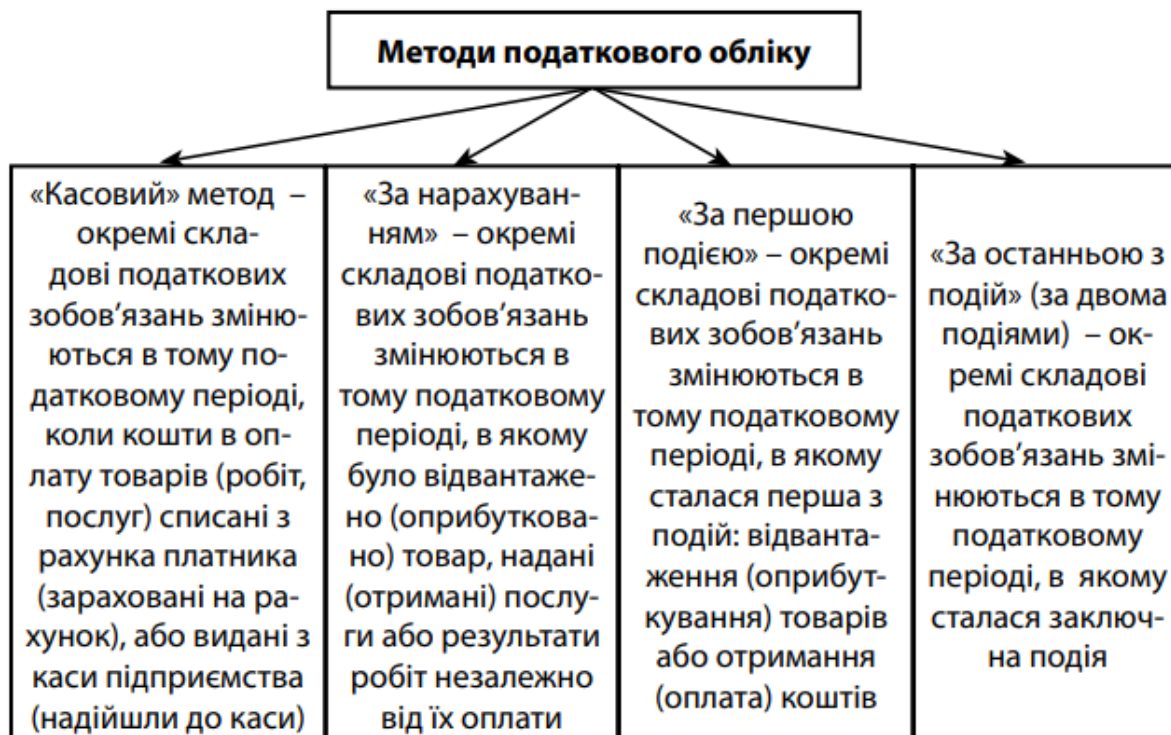 Методи податкового обліку
«Касовий» метод –
окремі скла-
дові податкових
зобов’язань зміню-
ються в тому по-
датковому періоді,
коли кошти в оп-
лату товарів (робіт,
послуг) списані з
рахунка платника
(зараховані на ра-
хунок), або видані з
каси підприємства
(надійшли до каси)
«За нарахуван-
ням» – окремі
складові податко-
вих зобов’язань
змінюються в
тому податковому
періоді, в якому
було відвантаже-
но (оприбуткова-
но) товар, надані
(отримані) послу-
ги або результати
робіт незалежно
від їх оплати
«За першою
подією» – окремі
складові податко-
вих зобов’язань
змінюються в
тому податковому
періоді, в якому
сталася перша з
подій: відванта-
ження (оприбут-
кування) товарів
або отримання
(оплата) коштів
«За останньою з
подій» (за двома
подіями) – ок-
ремі складові
податкових
зобов’язань змі-
нюються в тому
податковому
періоді, в якому
сталася заключ-
на подія